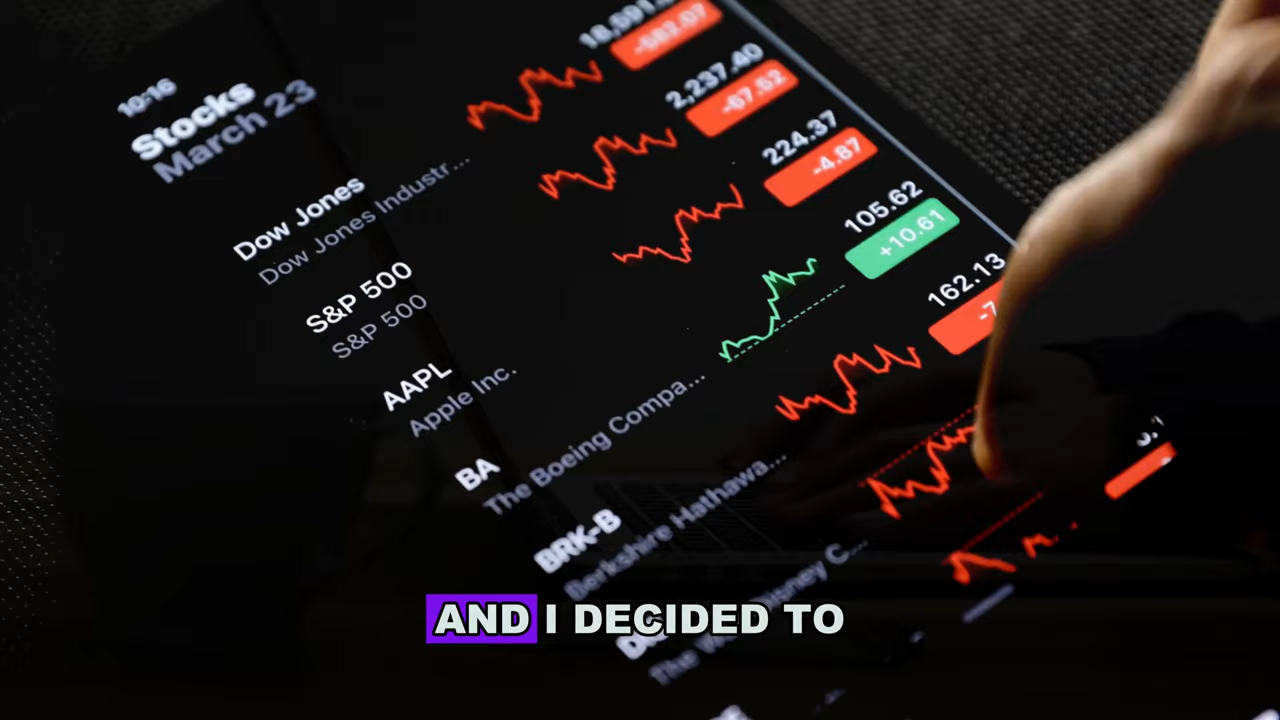 10:16
Stocks
March 23
Dow Jones
Dow Jones Industr...
2,237.40
-67.52
S&P 500
S&P 500
224.37
-4.87
AAPL
Apple Inc.
105.62
+10.61
BA
The Boeing Compa...
162.13
BRK-B
Berkshire Hathawa...
Disney C...
AND I DECIDED TO